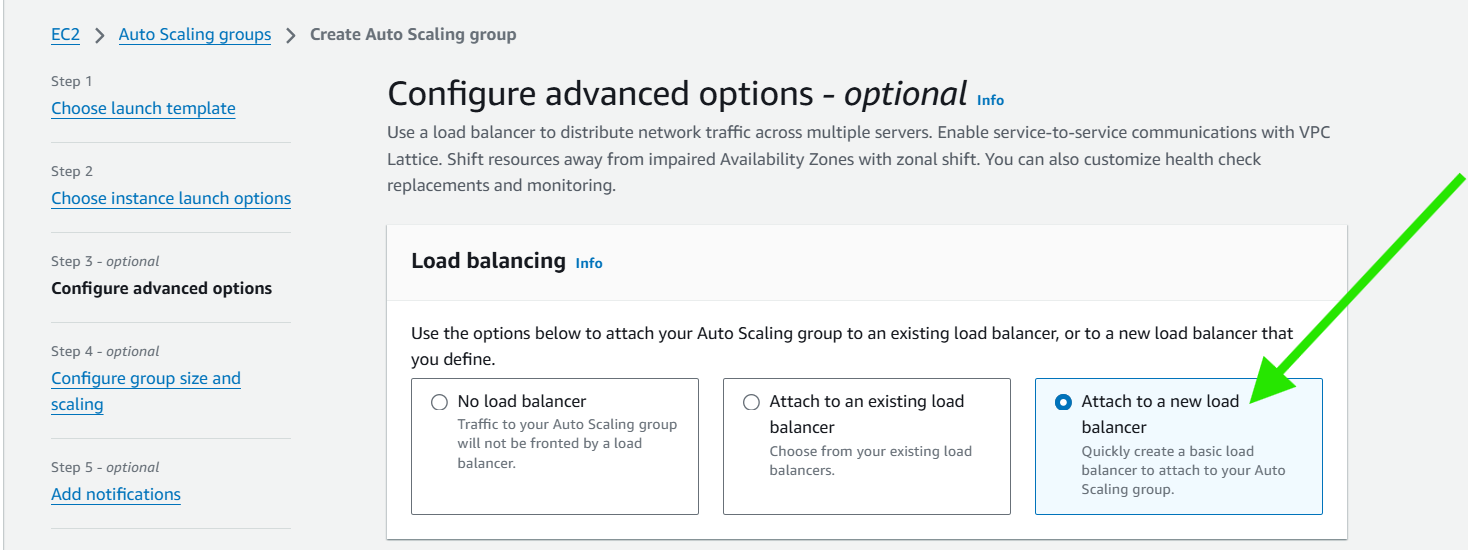 EC2 > Auto Scaling groups > Create Auto Scaling group
Step 1
Choose launch template
Step 2
Choose instance launch options
Step 3 - optional
Configure advanced options
Step 4 - optional
Configure group size and
scaling
Step 5 - optional
Add notifications
Configure advanced options - optional Info
Use a load balancer to distribute network traffic across multiple servers. Enable service-to-service communications with VPC
Lattice. Shift resources away from impaired Availability Zones with zonal shift. You can also customize health check
replacements and monitoring.
Load balancing Info
Use the options below to attach your Auto Scaling group to an existing load balancer, or to a new load balancer that
you define.
No load balancer
Traffic to your Auto Scaling group
will not be fronted by a load
balancer.
Attach to an existing load
balancer
Choose from your existing load
balancers.
Attach to a new load
balancer
Quickly create a basic load
balancer to attach to your Auto
Scaling group.